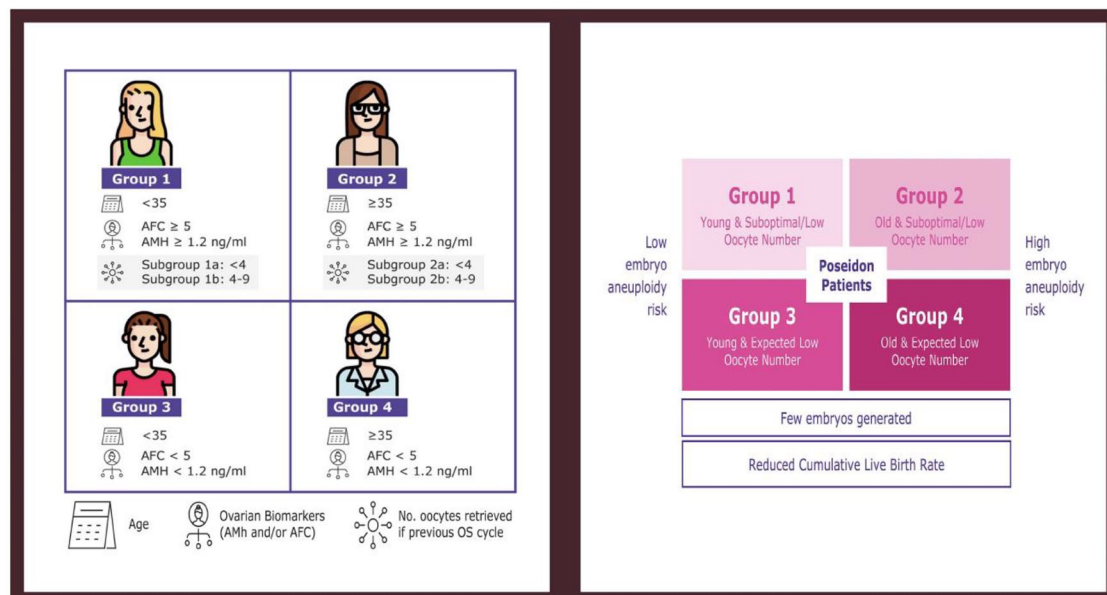 Group 1
<35
AFC ≥ 5
AMH ≥ 1.2 ng/ml
Subgroup 1a: <4
Subgroup 1b: 4-9
Group 2
≥35
AFC ≥ 5
AMH ≥ 1.2 ng/ml
Subgroup 2a: <4
Subgroup 2b: 4-9
Group 3
<35
AFC < 5
AMH < 1.2 ng/ml
Group 4
≥35
AFC < 5
AMH < 1.2 ng/ml
Age
Ovarian Biomarkers
(AMh and/or AFC)
No. oocytes retrieved
if previous OS cycle
Low
embryo
aneuploidy
risk
Group 1
Young & Suboptimal/Low
Oocyte Number
Group 2
Old & Suboptimal/Low
Oocyte Number
Poseidon
Patients
Group 3
Young & Expected Low
Oocyte Number
Group 4
Old & Expected Low
Oocyte Number
High
embryo
aneuploidy
risk
Few embryos generated
Reduced Cumulative Live Birth Rate